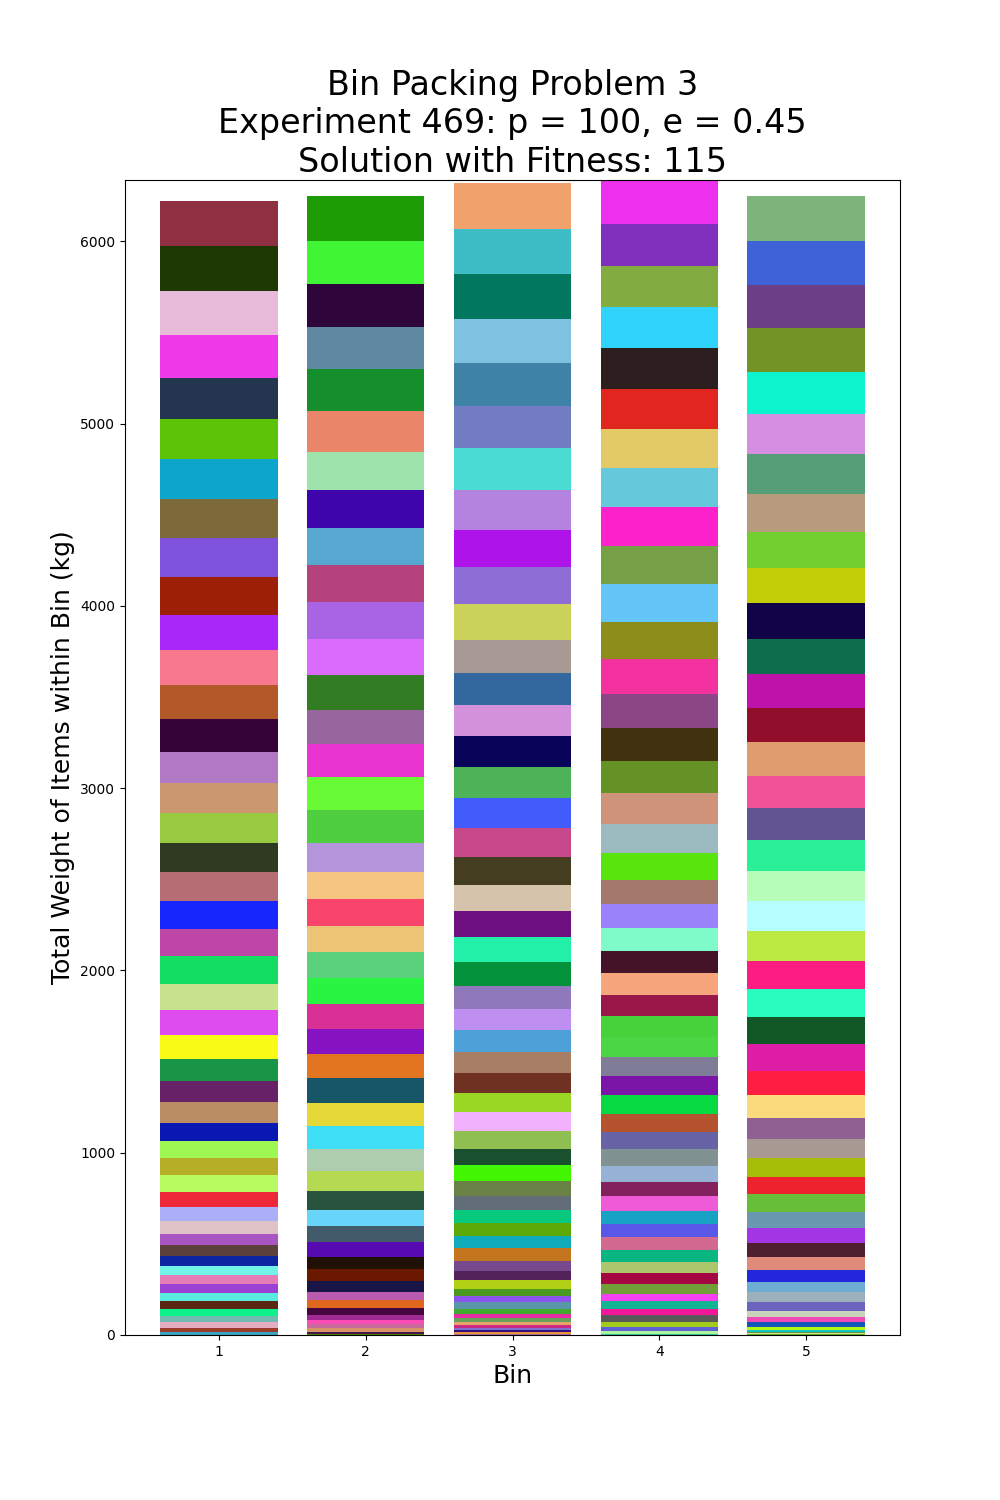 Bin Packing Problem 3
Experiment 469: p = 100, e = 0.45
Solution with Fitness: 115
Total Weight of Items within Bin (kg)
6000
5000
4000
3000
2000
1000
0
1 2 3 4 5
Bin